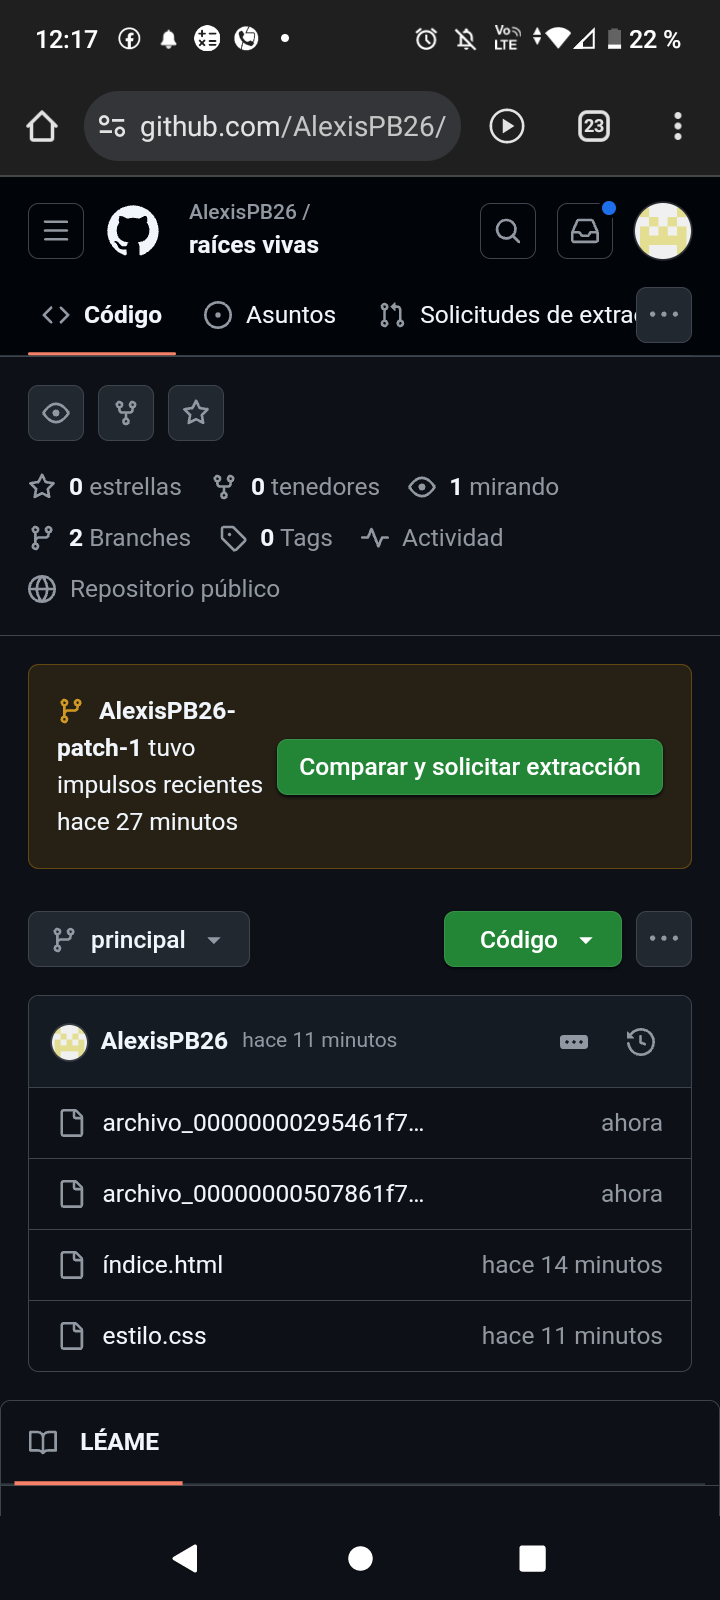 12:17
Vo LTE
22 %
github.com/AlexisPB26/
23
AlexisPB26 /
raíces vivas
Código
Asuntos
Solicitudes de extra
0 estrellas
0 tenedores
1 mirando
2 Branches
0 Tags
Actividad
Repositorio público
AlexisPB26-
patch-1 tuvo
impulsos recientes
hace 27 minutos
Comparar y solicitar extracción
principal
Código
AlexisPB26 hace 11 minutos
archivo_00000000295461f7... ahora
archivo_00000000507861f7... ahora
índice.html hace 14 minutos
estilo.css hace 11 minutos
LÉAME